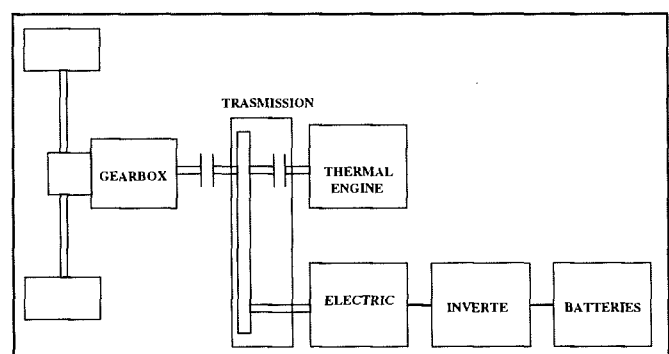 TRASMISSION
GEARBOX
THERMAL
ENGINE
ELECTRIC
INVERTE
BATTERIES